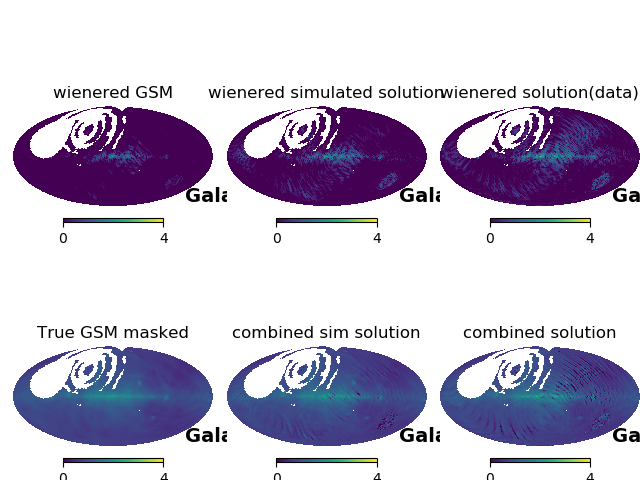 wienered GSM
wienered simulated solution
wienered solution(data)
Gala
Gala
Ga
0 4
0 4
0 4
True GSM masked
combined sim solution
combined solution
Gala
Gala
Ga
0 4
0 4
0 4